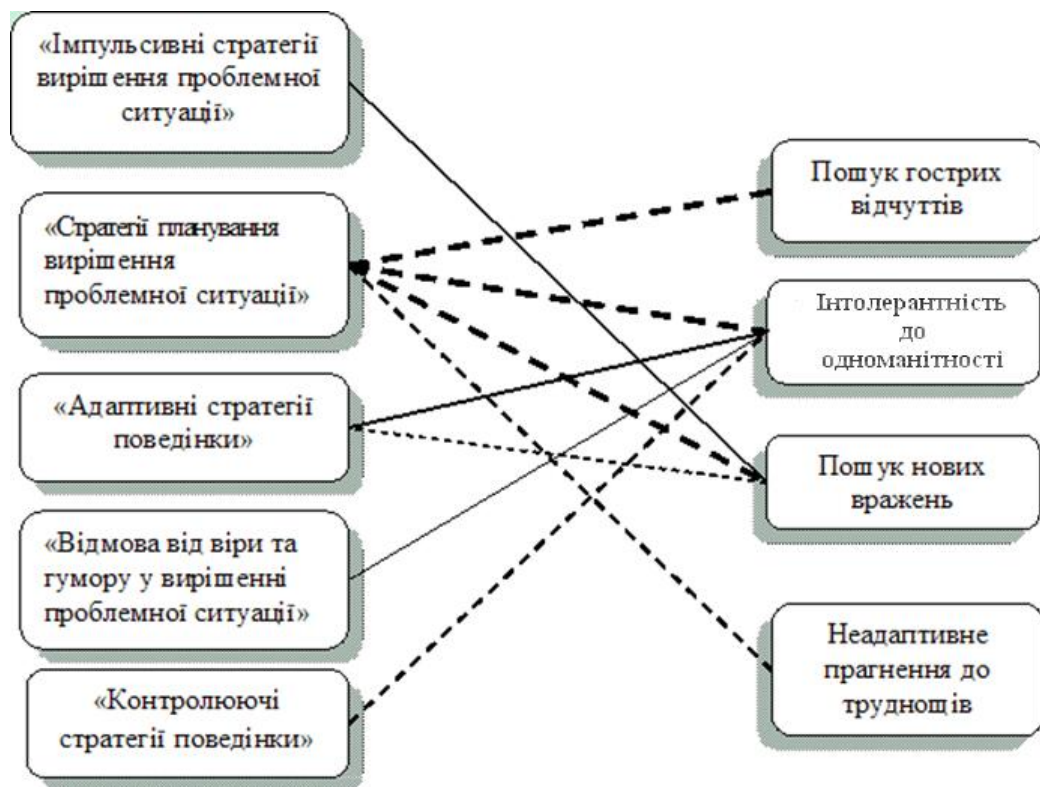 «Імпульсивні стратегії
вирішення проблемної
ситуації»
«Стратегії планування
вирішення
проблемної ситуації»
«Адаптивні стратегії
поведінки»
«Відмова від віри та
гумору у вирішенні
проблемної ситуації»
«Контролюючі
стратегії поведінки»
Пошук гострих
відчуттів
Інтолерантність
до
одноманітності
Пошук нових
вражень
Неадаптивне
прагнення до
труднощів